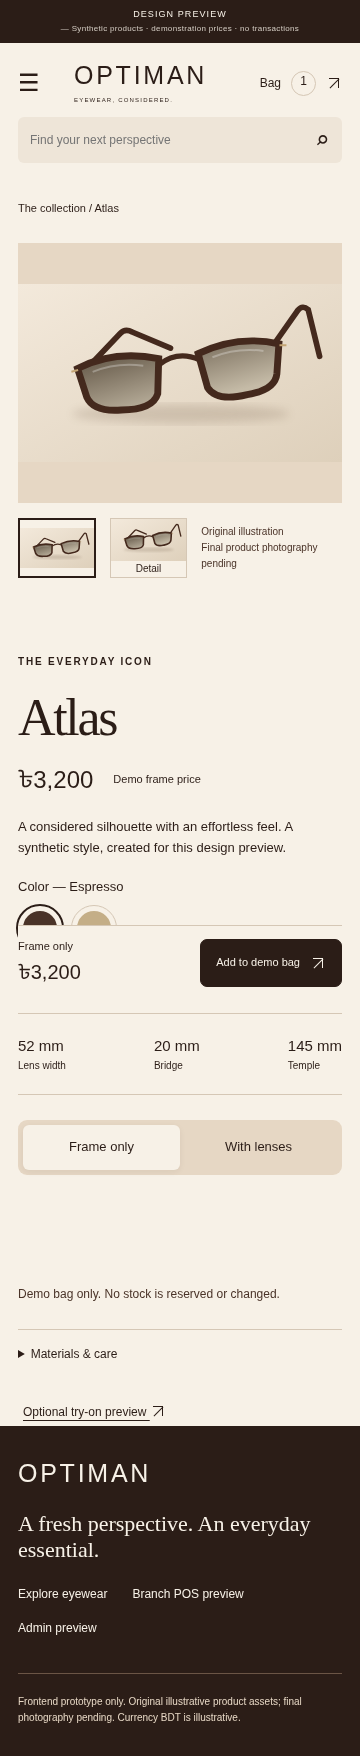 DESIGN PREVIEW
— Synthetic products · demonstration prices · no transactions
OPTIMAN
EYEWEAR, CONSIDERED.
Bag 1
Find your next perspective
The collection / Atlas
Detail
Original illustration
Final product photography
pending
THE EVERYDAY ICON
Atlas
৳3,200 Demo frame price
A considered silhouette with an effortless feel. A
synthetic style, created for this design preview.
Color — Espresso
Frame only
৳3,200
Add to demo bag
52 mm 20 mm 145 mm
Lens width Bridge Temple
Frame only With lenses
Demo bag only. No stock is reserved or changed.
Materials & care
Optional try-on preview
OPTIMAN
A fresh perspective. An everyday
essential.
Explore eyewear Branch POS preview
Admin preview
Frontend prototype only. Original illustrative product assets; final
photography pending. Currency BDT is illustrative.